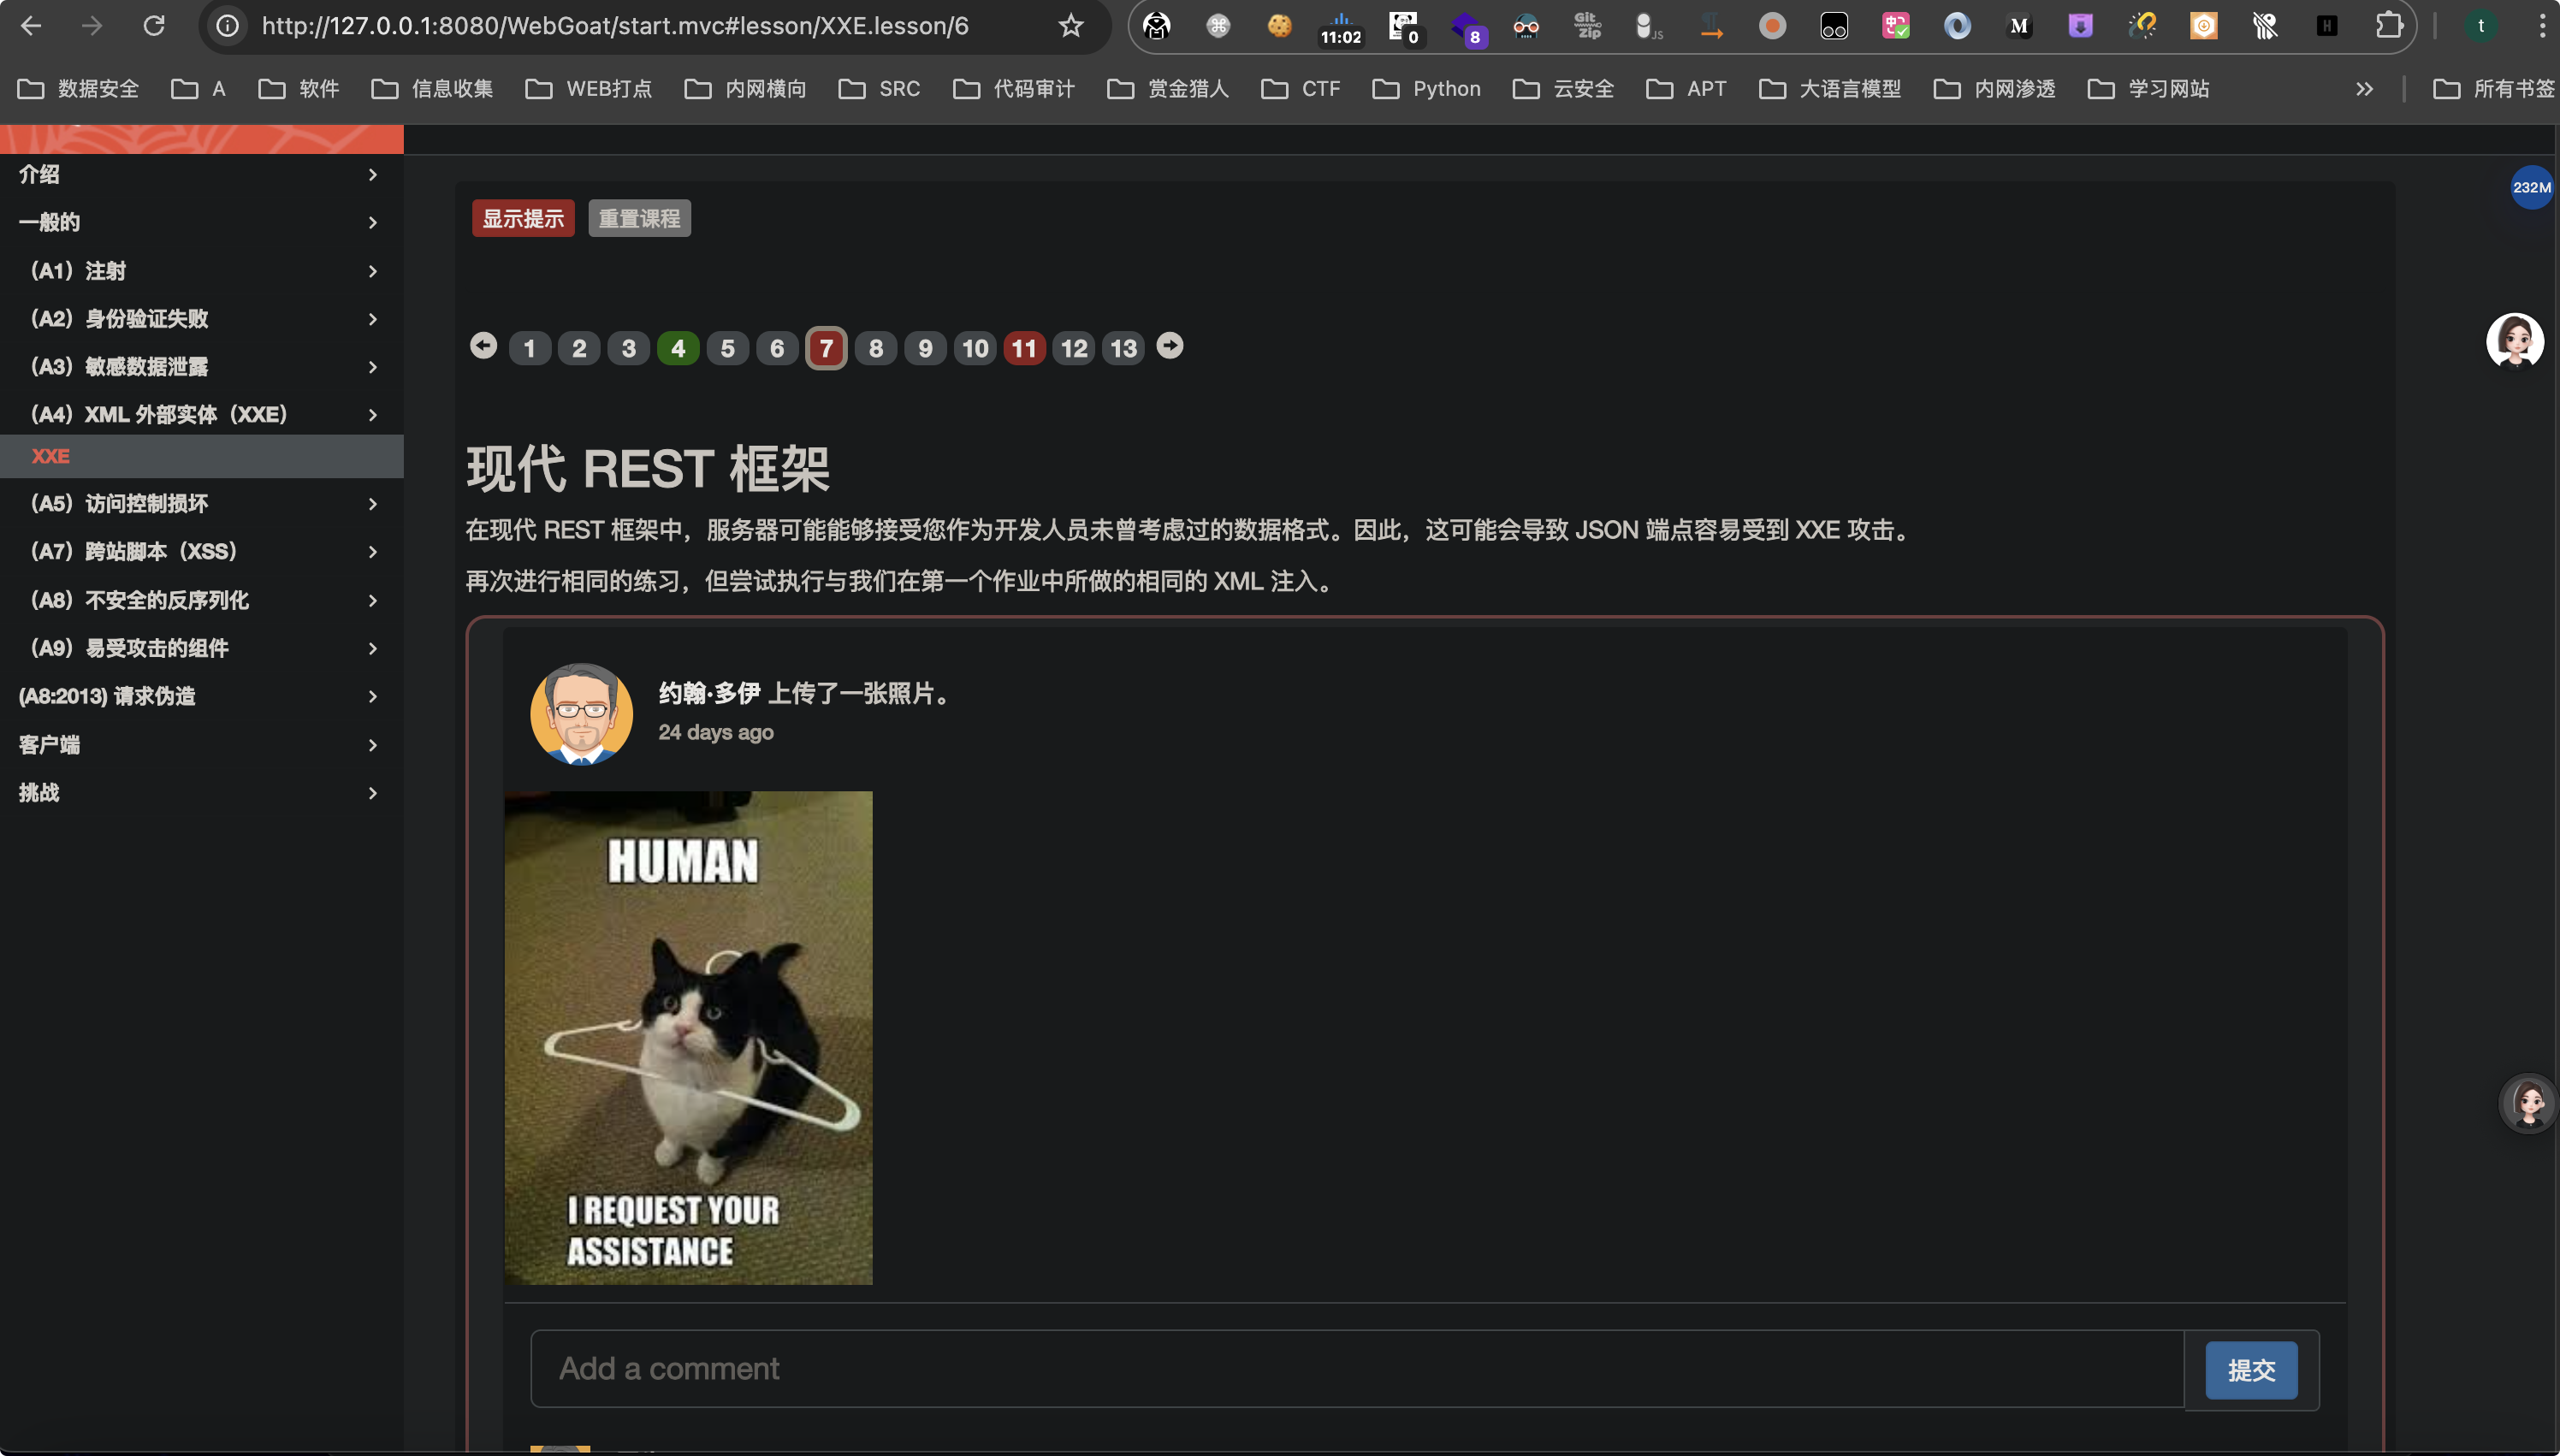 http://127.0.0.1:8080/WebGoat/start.mvc#lesson/XXE.lesson/6
11:02
0
8
Git
Zip
JS
M
H
t
数据安全
A
软件
信息收集
WEB打点
内网横向
SRC
代码审计
赏金猎人
CTF
Python
云安全
APT
大语言模型
内网渗透
学习网站
所有书签
介绍
一般的
（A1）注射
（A2）身份验证失败
（A3）敏感数据泄露
（A4）XML 外部实体（XXE）
XXE
（A5）访问控制损坏
（A7）跨站脚本（XSS）
（A8）不安全的反序列化
（A9）易受攻击的组件
(A8:2013) 请求伪造
客户端
挑战
232M
显示提示 重置课程
1 2 3 4 5 6 7 8 9 10 11 12 13
现代 REST 框架
在现代 REST 框架中，服务器可能能够接受您作为开发人员未曾考虑过的数据格式。因此，这可能会导致 JSON 端点容易受到 XXE 攻击。
再次进行相同的练习，但尝试执行与我们在第一个作业中所做的相同的 XML 注入。
约翰·多伊 上传了一张照片。
24 days ago
HUMAN
I REQUEST YOUR
ASSISTANCE
Add a comment
提交